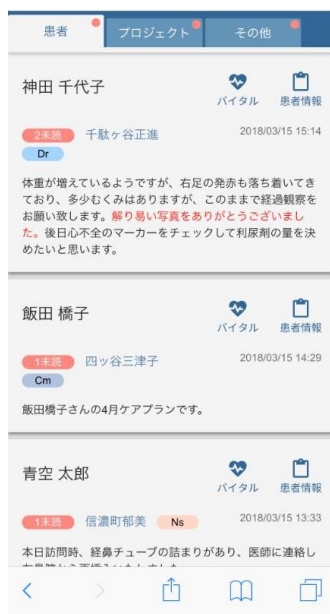 患者
プロジェクト
その他
神田 千代子
バイタル
患者情報
2未読
千駄ヶ谷正進
2018/03/15 15:14
Dr
体重が増えているようですが、右足の発赤も落ち着いてき
ており、多少むくみはありますが、このままで経過観察を
お願い致します。解り易い写真をありがとうございまし
た。後日心不全のマーカーをチェックして利尿剤の量を決
めたいと思います。
飯田 橋子
バイタル
患者情報
1未読
四ッ谷三津子
2018/03/15 14:29
Cm
飯田橋子さんの4月ケアプランです。
青空 太郎
バイタル
患者情報
1未読
信濃町郁美
Ns
2018/03/15 13:33
本日訪問時、経鼻チューブの詰まりがあり、医師に連絡し